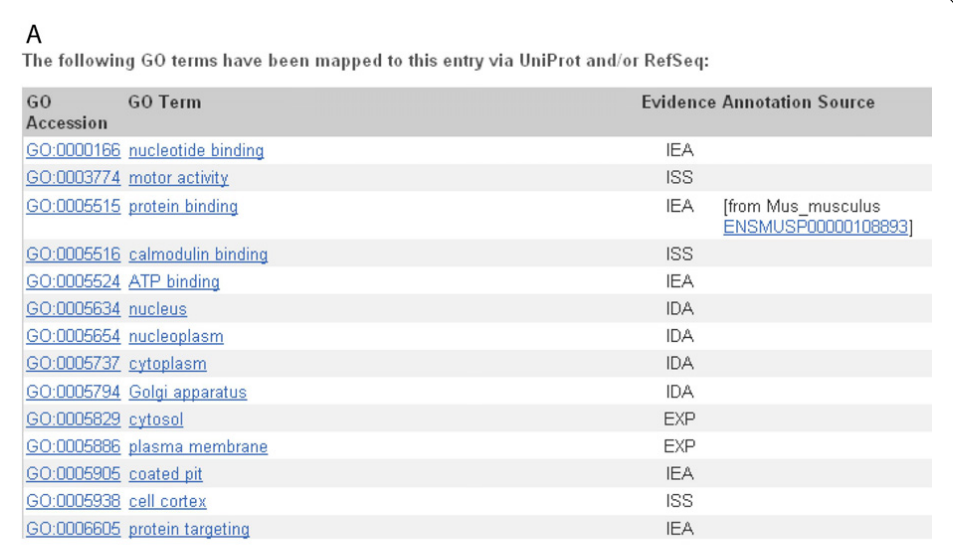 A
The following GO terms have been mapped to this entry via UniProt and/or RefSeq:
GO GO Term Evidence Annotation Source
Accession
GO:0000166 nucleotide binding IEA
GO:0003774 motor activity ISS
GO:0005515 protein binding IEA [from Mus_musculus
ENSMUSP00000108893]
GO:0005516 calmodulin binding ISS
GO:0005524 ATP binding IEA
GO:0005634 nucleus IDA
GO:0005654 nucleoplasm IDA
GO:0005737 cytoplasm IDA
GO:0005794 Golgi apparatus IDA
GO:0005829 cytosol EXP
GO:0005886 plasma membrane EXP
GO:0005905 coated pit IEA
GO:0005938 cell cortex ISS
GO:0006605 protein targeting IEA